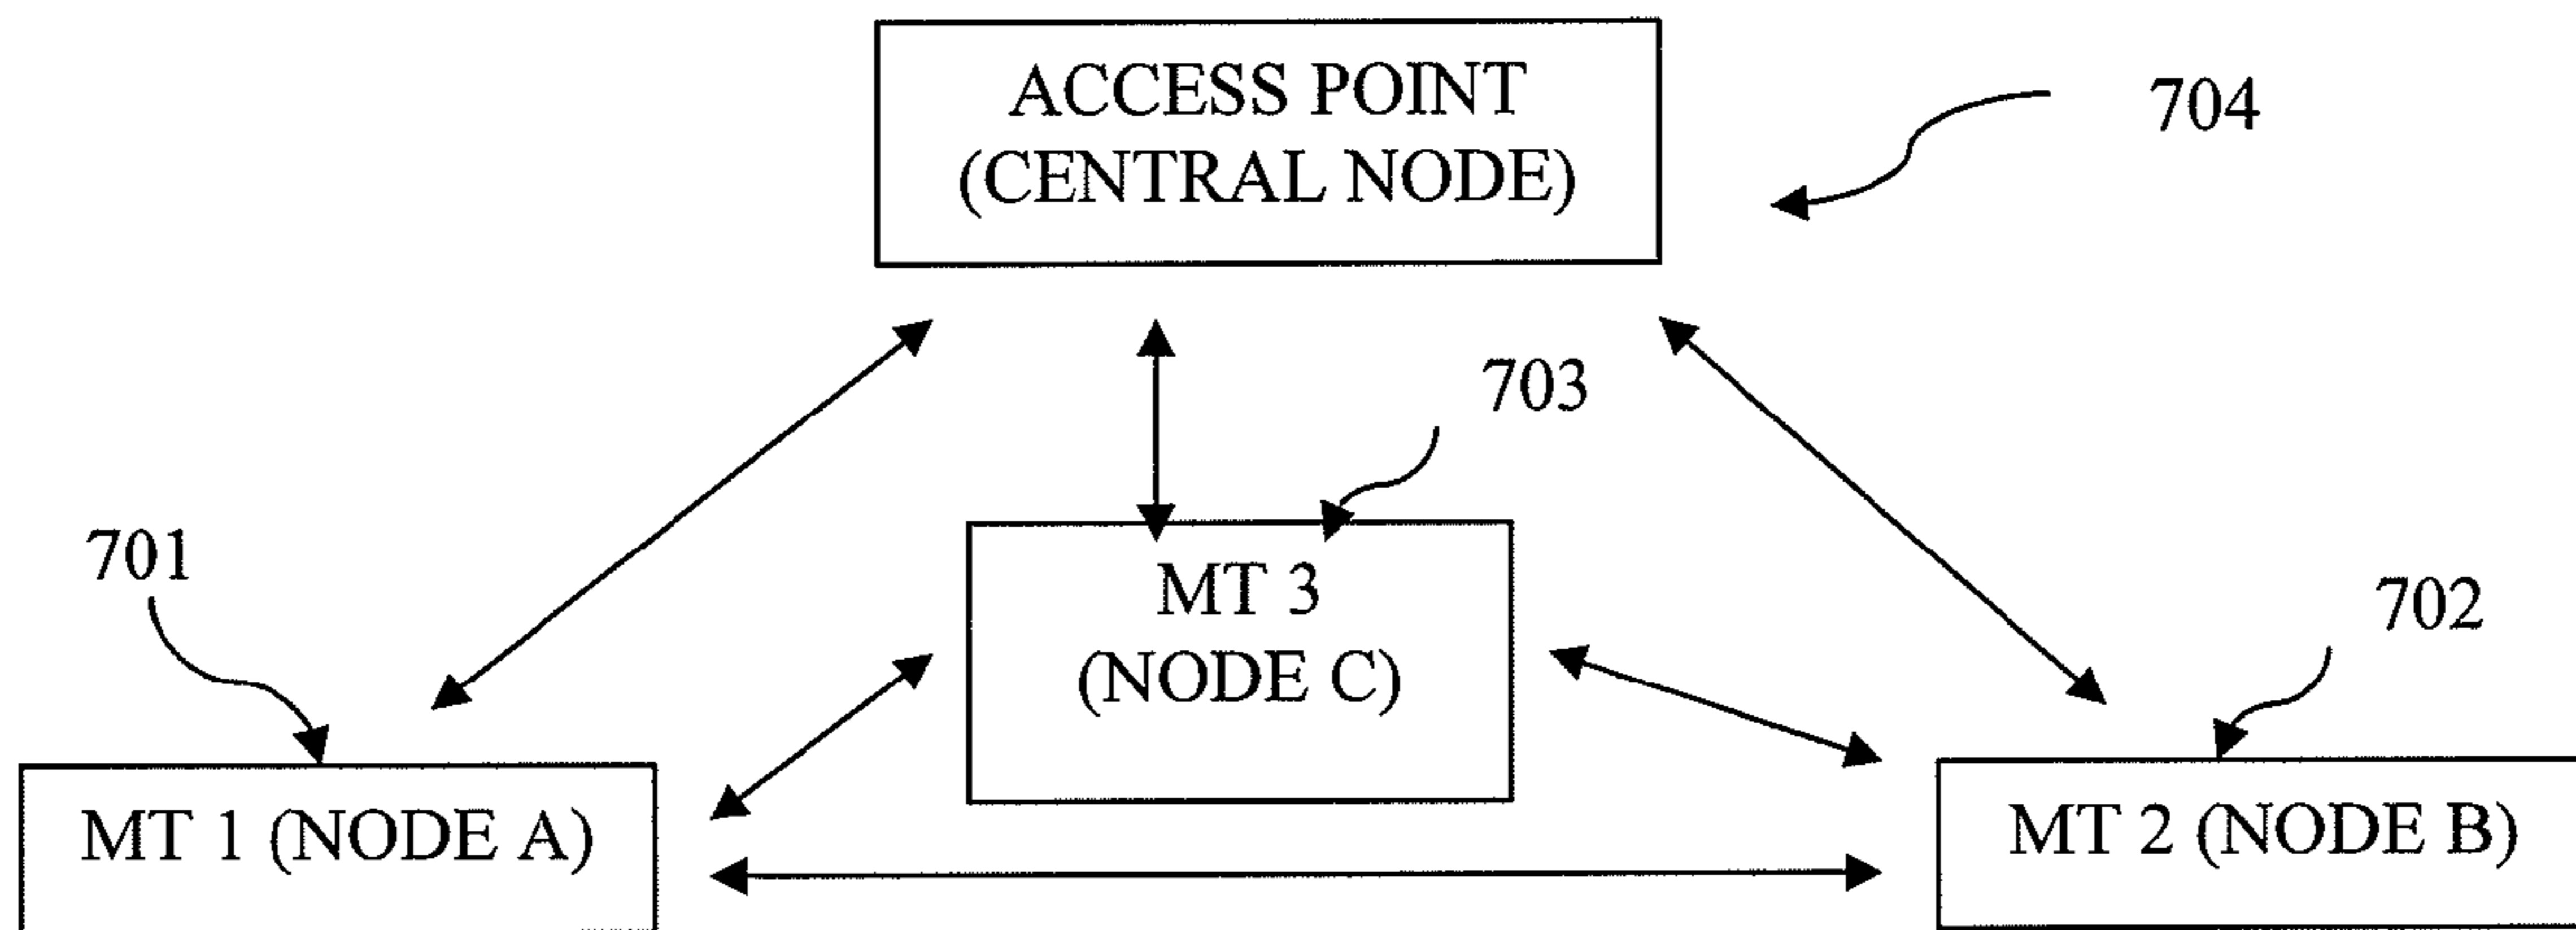 ACCESS POINT
(CENTRAL NODE)
704
703
701
MT 3
(NODE C)
702
MT 1 (NODE A)
MT 2 (NODE B)